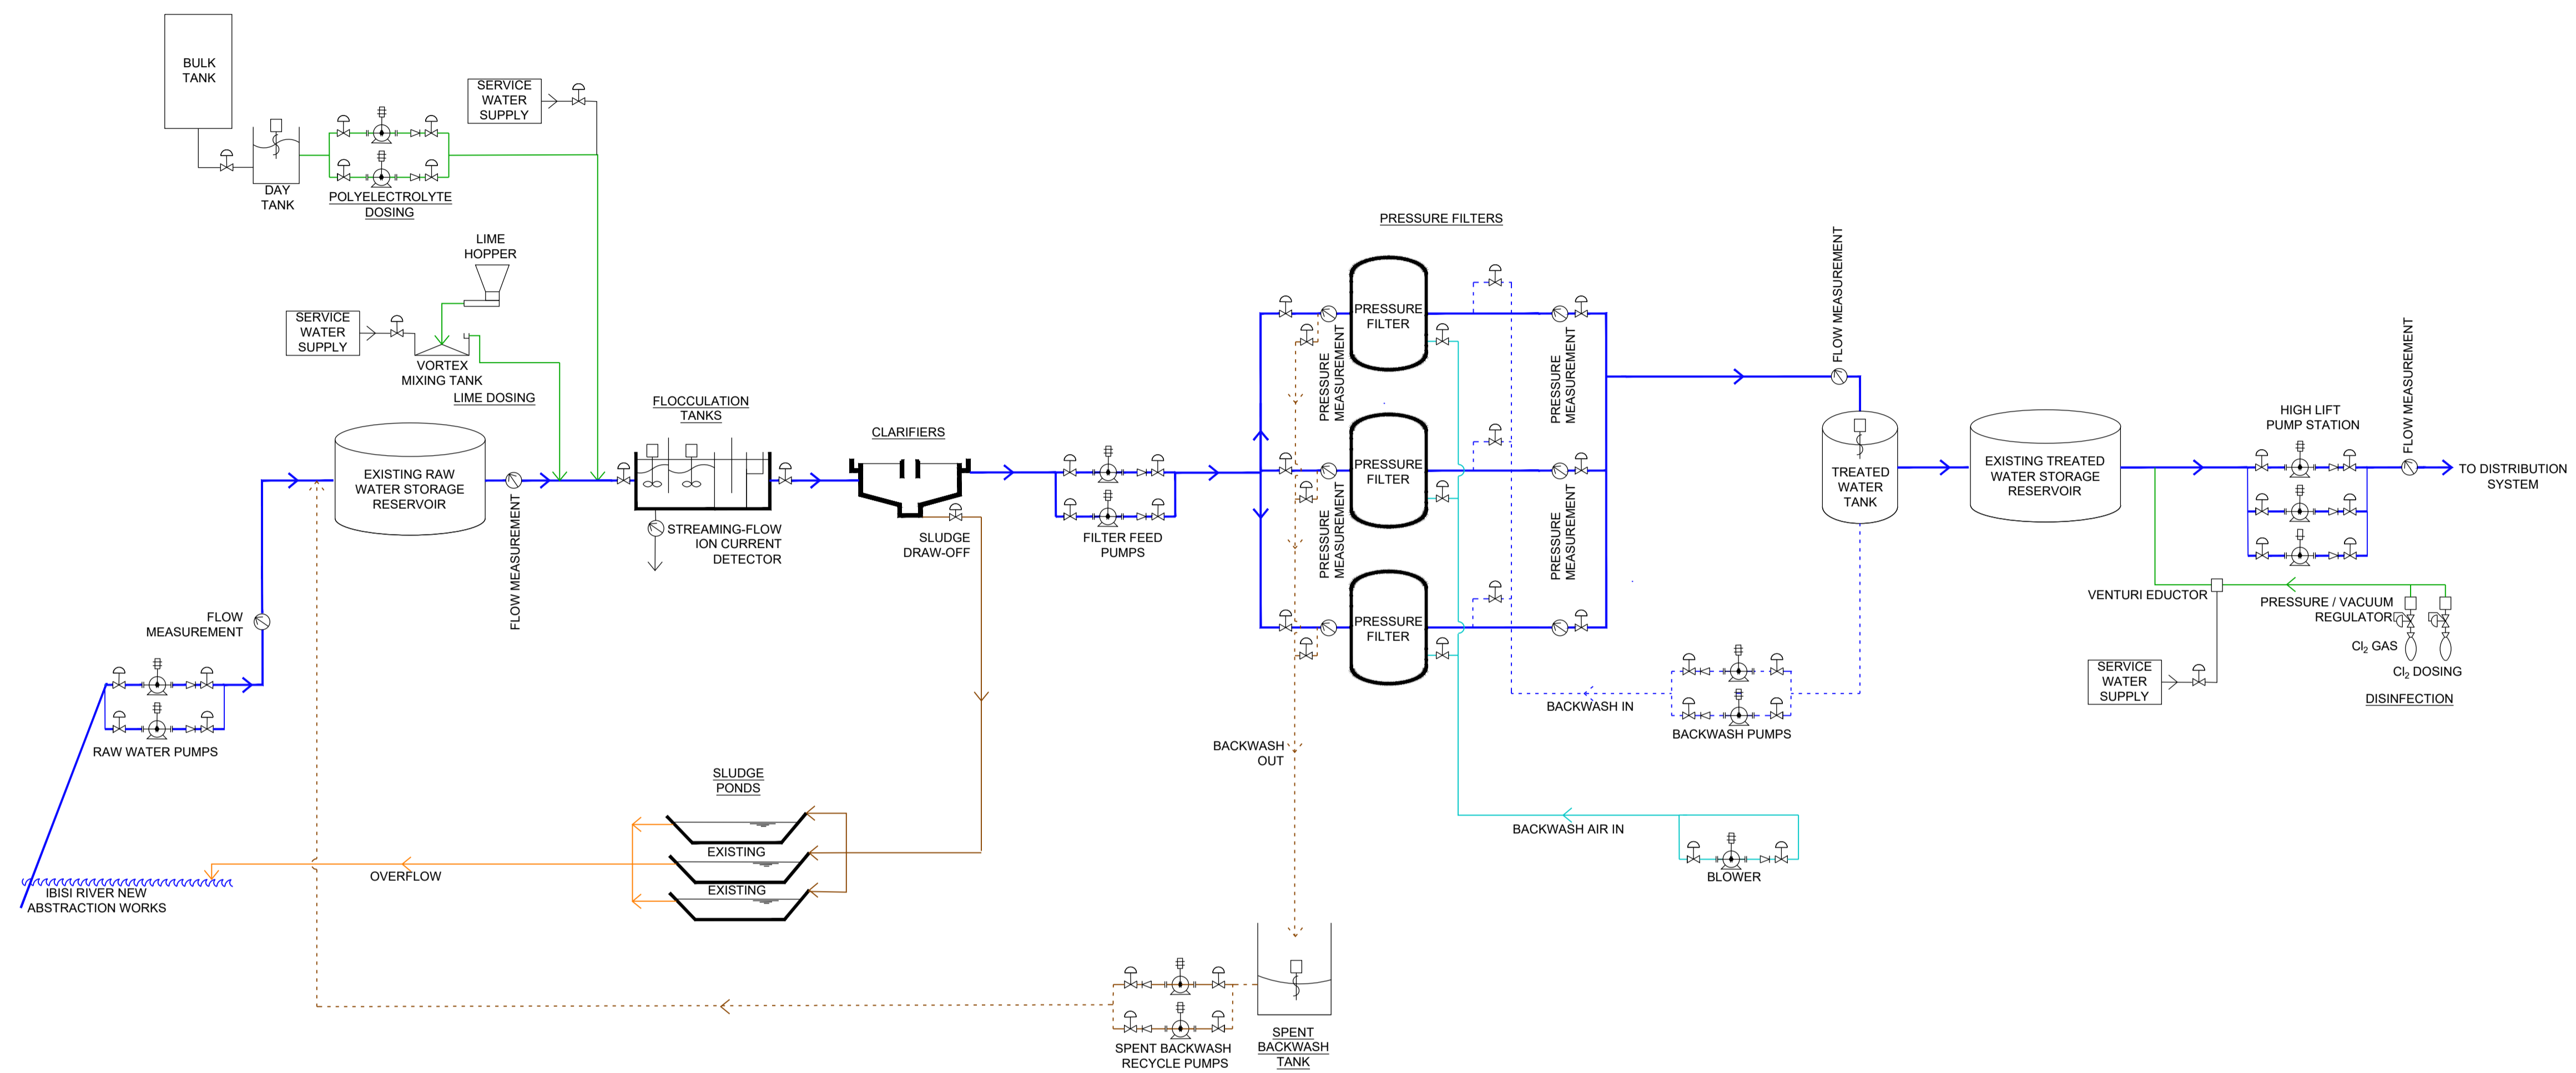 BULK
TANK
SERVICE
WATER
SUPPLY
DAY
TANK
POLYELECTROLYTE
DOSING
LIME
HOPPER
SERVICE
WATER
SUPPLY
VORTEX
MIXING TANK
LIME DOSING
EXISTING RAW
WATER STORAGE
RESERVOIR
FLOW MEASUREMENT
FLOCCULATION
TANKS
STREAMING-FLOW
ION CURRENT
DETECTOR
CLARIFIERS
SLUDGE
DRAW-OFF
FILTER FEED
PUMPS
FLOW
MEASUREMENT
RAW WATER PUMPS
IBISI RIVER NEW
ABSTRACTION WORKS
OVERFLOW
SLUDGE
PONDS
EXISTING
EXISTING
PRESSURE FILTERS
PRESSURE
FILTER
PRESSURE
MEASUREMENT
PRESSURE
MEASUREMENT
PRESSURE
FILTER
PRESSURE
MEASUREMENT
PRESSURE
MEASUREMENT
PRESSURE
FILTER
BACKWASH
OUT
BACKWASH IN
BACKWASH PUMPS
BACKWASH AIR IN
BLOWER
SPENT BACKWASH
RECYCLE PUMPS
SPENT
BACKWASH
TANK
FLOW MEASUREMENT
TREATED
WATER
TANK
EXISTING TREATED
WATER STORAGE
RESERVOIR
HIGH LIFT
PUMP STATION
FLOW MEASUREMENT
TO DISTRIBUTION
SYSTEM
VENTURI EDUCTOR
PRESSURE / VACUUM
REGULATOR
Cl₂ GAS
Cl₂ DOSING
SERVICE
WATER
SUPPLY
DISINFECTION